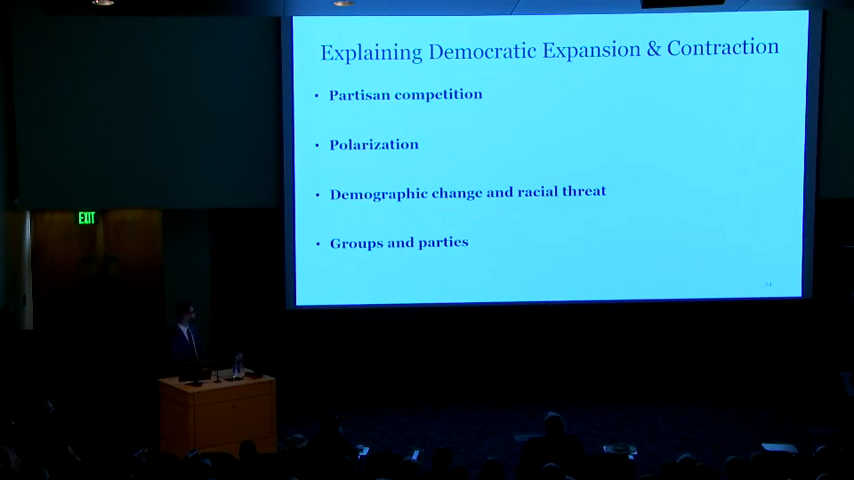 Explaining Democratic Expansion & Contraction
• Partisan competition
• Polarization
• Demographic change and racial threat
• Groups and parties
EXIT